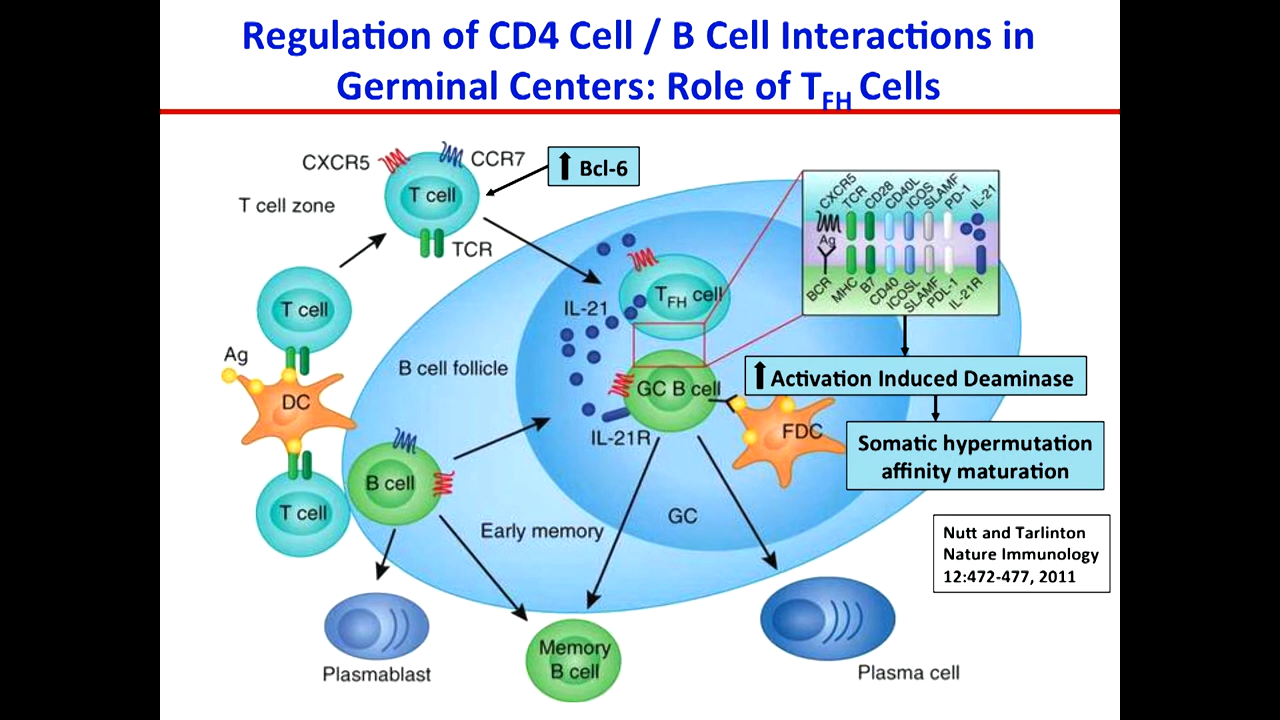 Regulation of CD4 Cell / B Cell Interactions in
Germinal Centers: Role of TFH Cells
CXCR5
CCR7
Bcl-6
T cell
T cell zone
TCR
CXCR5
TCR
CD28
CD40L
ICOS
SLAMF
PD-1
IL-21
Ag
BCR
MHC
B7
CD40
ICOSL
SLAMF
PDL-1
IL-21R
T cell
IL-21
TFH cell
Ag
B cell follicle
DC
GC B cell
Activation Induced Deaminase
IL-21R
FDC
Somatic hypermutation
affinity maturation
B cell
T cell
Early memory
GC
Nutt and Tarlinton
Nature Immunology
12:472-477, 2011
Plasmablast
Memory
B cell
Plasma cell